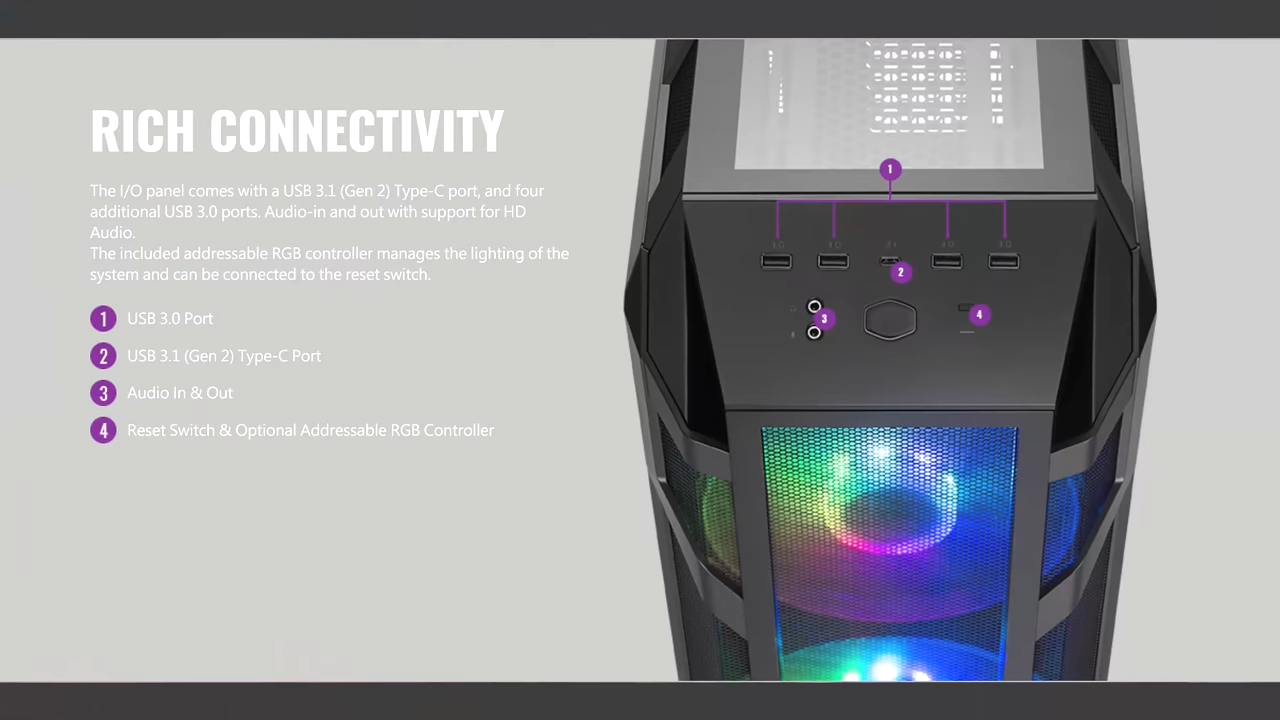 RICH CONNECTIVITY
The I/O panel comes with a USB 3.1 (Gen 2) Type-C port, and four
additional USB 3.0 ports. Audio-in and out with support for HD
Audio.
The included addressable RGB controller manages the lighting of the
system and can be connected to the reset switch.
1 USB 3.0 Port
2 USB 3.1 (Gen 2) Type-C Port
3 Audio In & Out
4 Reset Switch & Optional Addressable RGB Controller
1
2
3
4